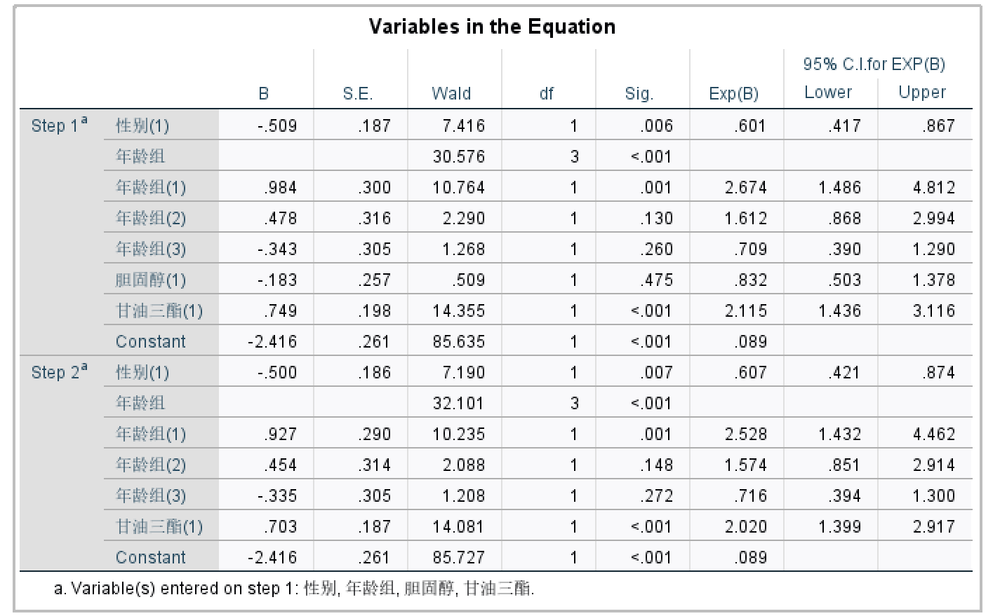 Variables in the Equation
95% C.I.for EXP(B)
B S.E. Wald df Sig. Exp(B) Lower Upper
Step 1a 性别(1) -.509 .187 7.416 1 .006 .601 .417 .867
年龄组 30.576 3 <.001
年龄组(1) .984 .300 10.764 1 .001 2.674 1.486 4.812
年龄组(2) .478 .316 2.290 1 .130 1.612 .868 2.994
年龄组(3) -.343 .305 1.268 1 .260 .709 .390 1.290
胆固醇(1) -.183 .257 .509 1 .475 .832 .503 1.378
甘油三酯(1) .749 .198 14.355 1 <.001 2.115 1.436 3.116
Constant -2.416 .261 85.635 1 <.001 .089
Step 2a 性别(1) -.500 .186 7.190 1 .007 .607 .421 .874
年龄组 32.101 3 <.001
年龄组(1) .927 .290 10.235 1 .001 2.528 1.432 4.462
年龄组(2) .454 .314 2.088 1 .148 1.574 .851 2.914
年龄组(3) -.335 .305 1.208 1 .272 .716 .394 1.300
甘油三酯(1) .703 .187 14.081 1 <.001 2.020 1.399 2.917
Constant -2.416 .261 85.727 1 <.001 .089
a. Variable(s) entered on step 1: 性别, 年龄组, 胆固醇, 甘油三酯.